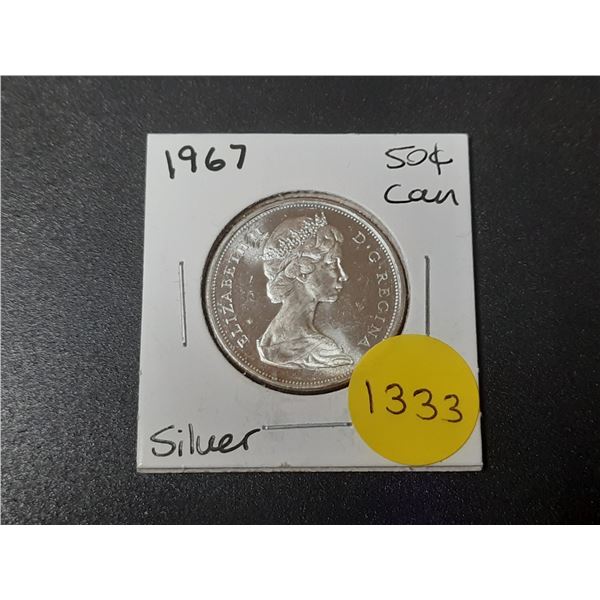 1967
50¢
Can
ELIZABETH II D·G·REGINA
1333
Silver